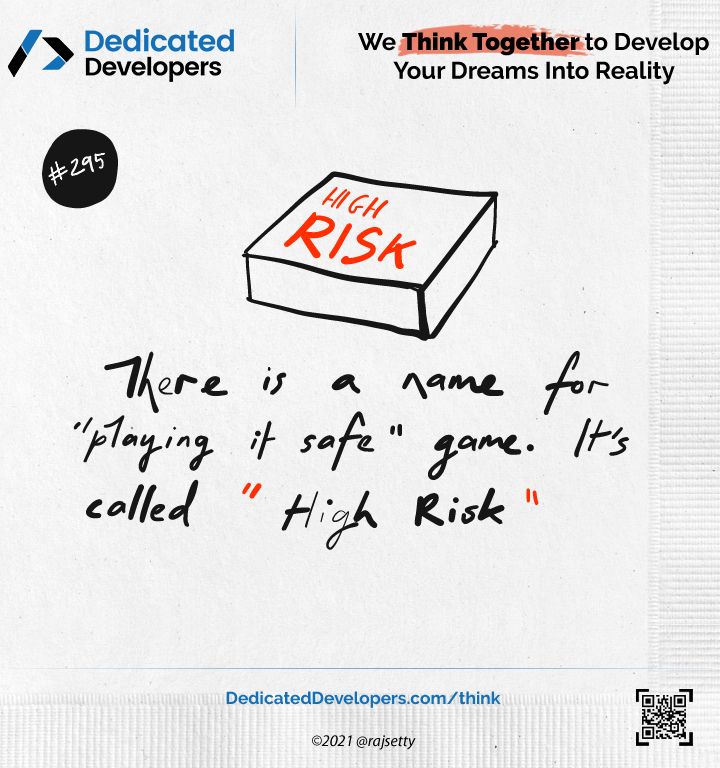 Dedicated
Developers
We Think Together to Develop
Your Dreams Into Reality
#295
HIGH
RISK
There is a name for
"playing it safe" game. It's
called "High Risk"
DedicatedDevelopers.com/think
©2021 @rajsetty